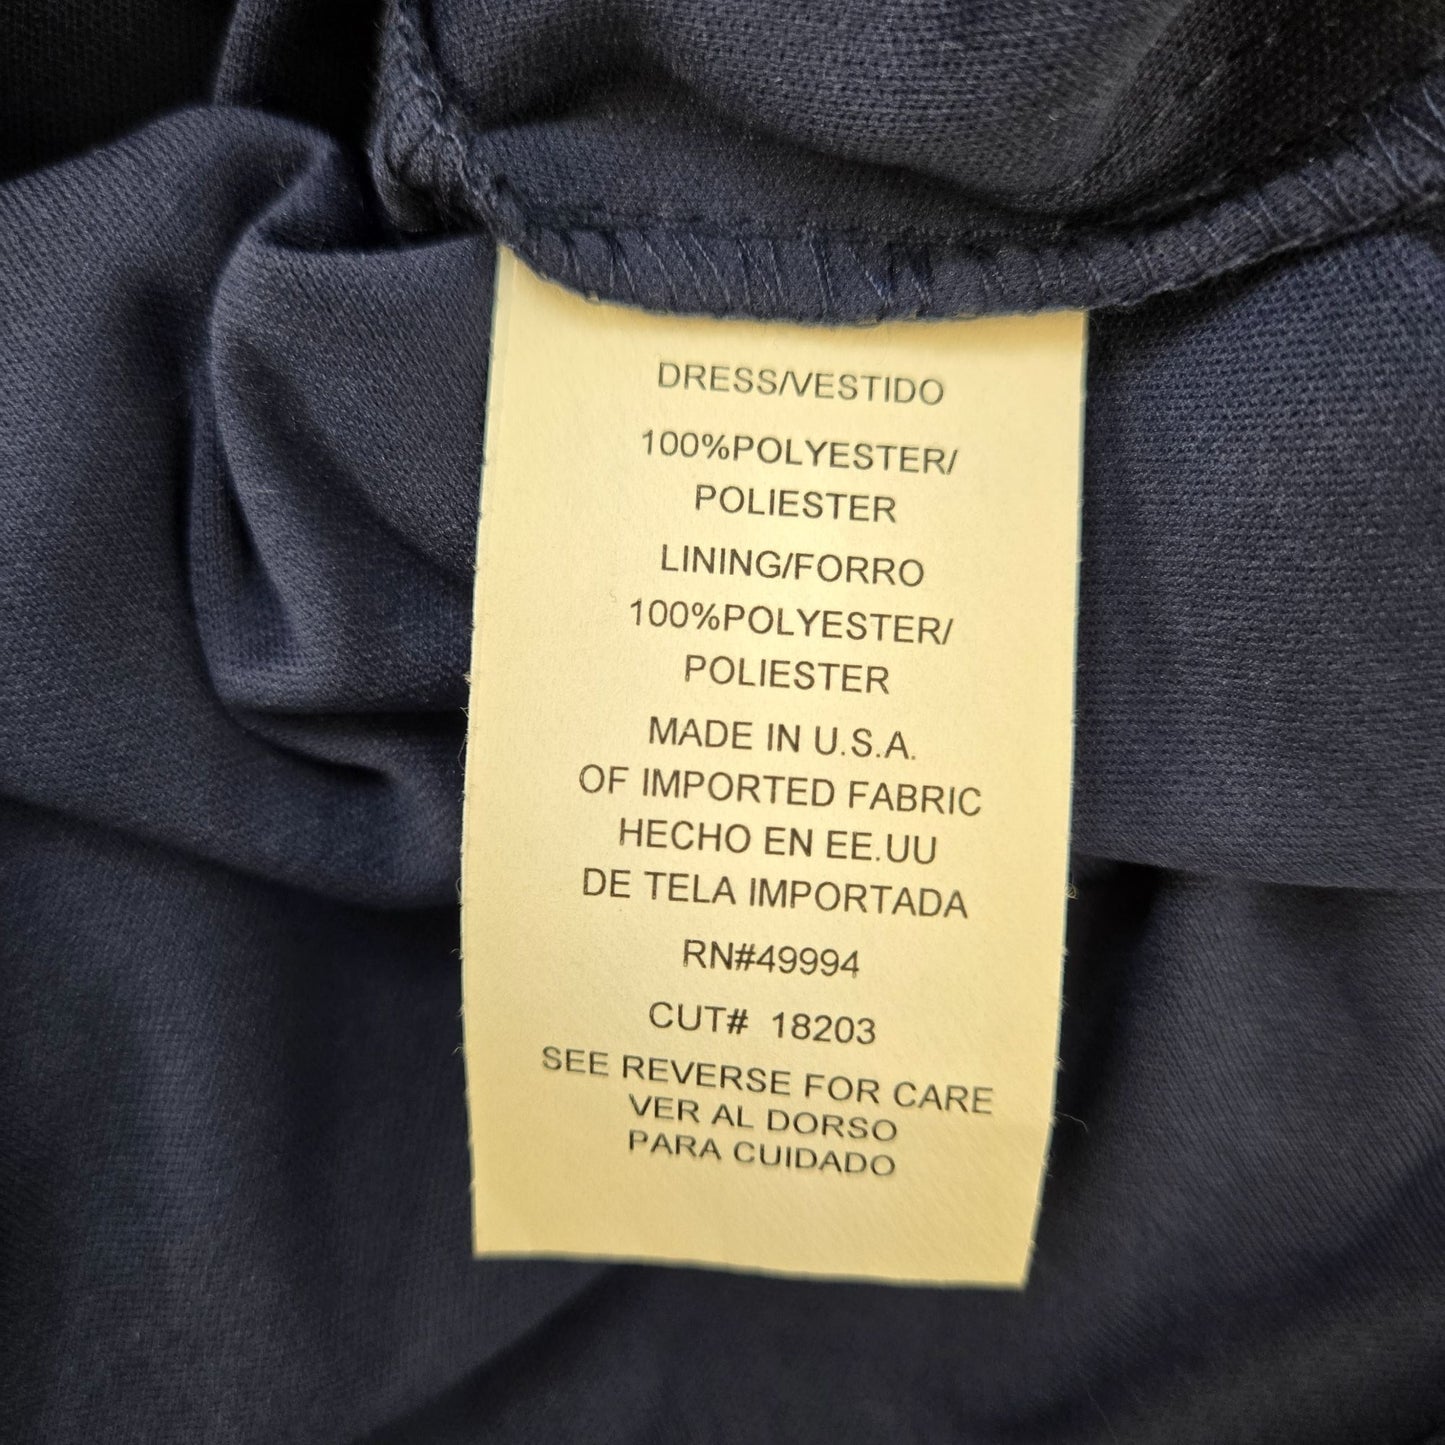 DRESS/VESTIDO
100%POLYESTER/
POLIESTER
LINING/FORRO
100%POLYESTER/
POLIESTER
MADE IN U.S.A.
OF IMPORTED FABRIC
HECHO EN EE.UU
DE TELA IMPORTADA
RN#49994
CUT# 18203
SEE REVERSE FOR CARE
VER AL DORSO
PARA CUIDADO